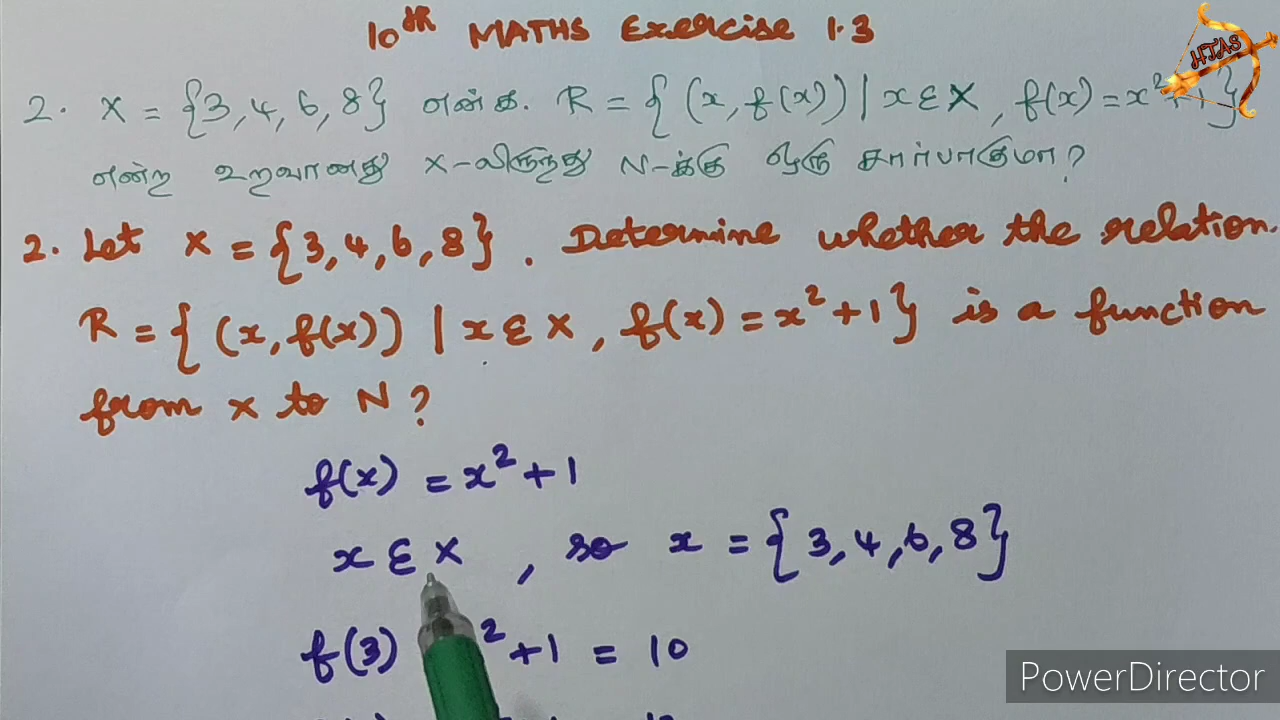 10th MATHS Exercise 1.3
HTAS
2. X = {3, 4, 6, 8} என்க. R = { (x, f(x)) | x ∈ X, f(x) = x²+1}
என்ற உறவானது X-லிருந்து N-க்கு ஒரு சார்பாகுமா?
2. Let X = {3, 4, 6, 8}. Determine whether the relation.
R = { (x, f(x)) | x ∈ X, f(x) = x²+1} is a function
from x to N?
f(x) = x²+1
x ∈ X, so x = {3, 4, 6, 8}
f(3) ²+1 = 10
PowerDirector